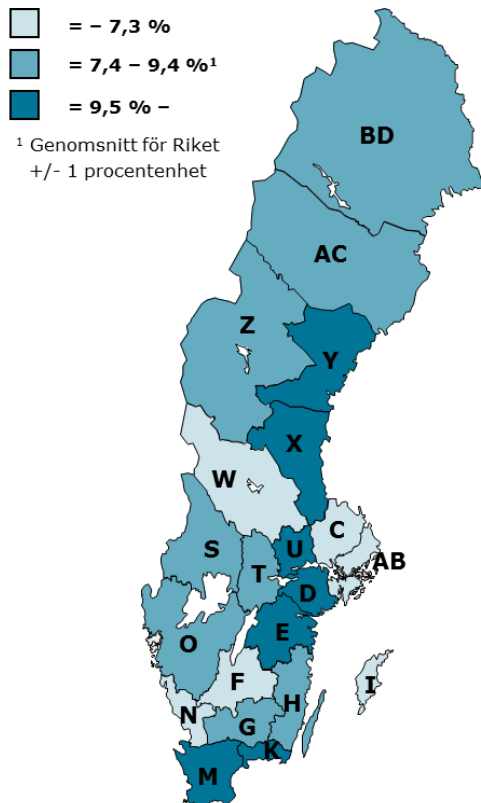 = – 7,3 %
= 7,4 – 9,4 %¹
= 9,5 % –
¹ Genomsnitt för Riket
+/- 1 procentenhet
BD
AC
Z
Y
X
W
C
S
U
AB
T
D
O
E
F
I
N
H
G
K
M